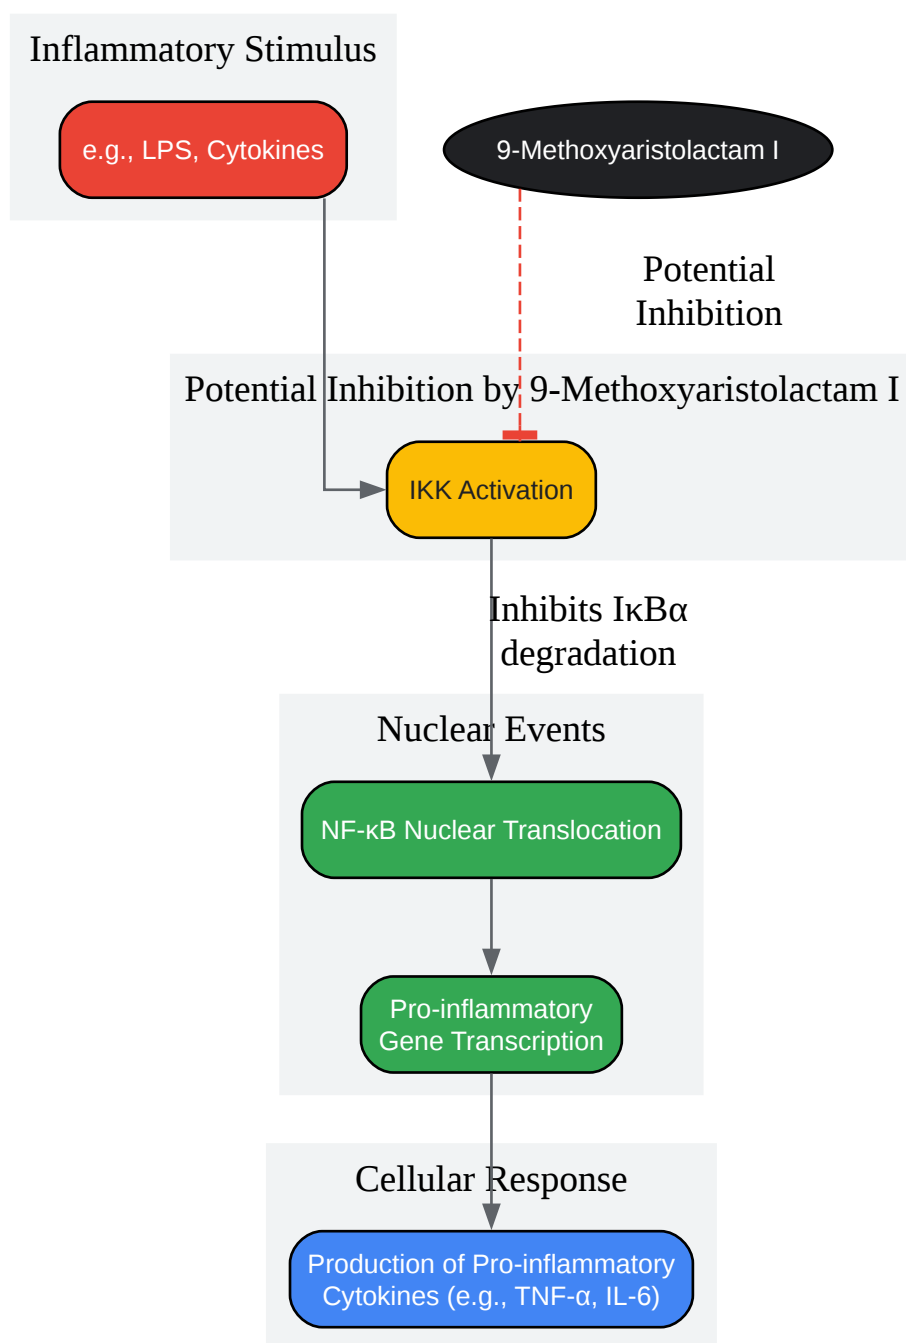 Inflammatory Stimulus
e.g., LPS, Cytokines
9-Methoxyaristolactam I
Potential
Inhibition
Potential Inhibition by 9-Methoxyaristolactam I
IKK Activation
Inhibits IκBα
degradation
Nuclear Events
NF-κB Nuclear Translocation
Pro-inflammatory
Gene Transcription
Cellular Response
Production of Pro-inflammatory
Cytokines (e.g., TNF-α, IL-6)